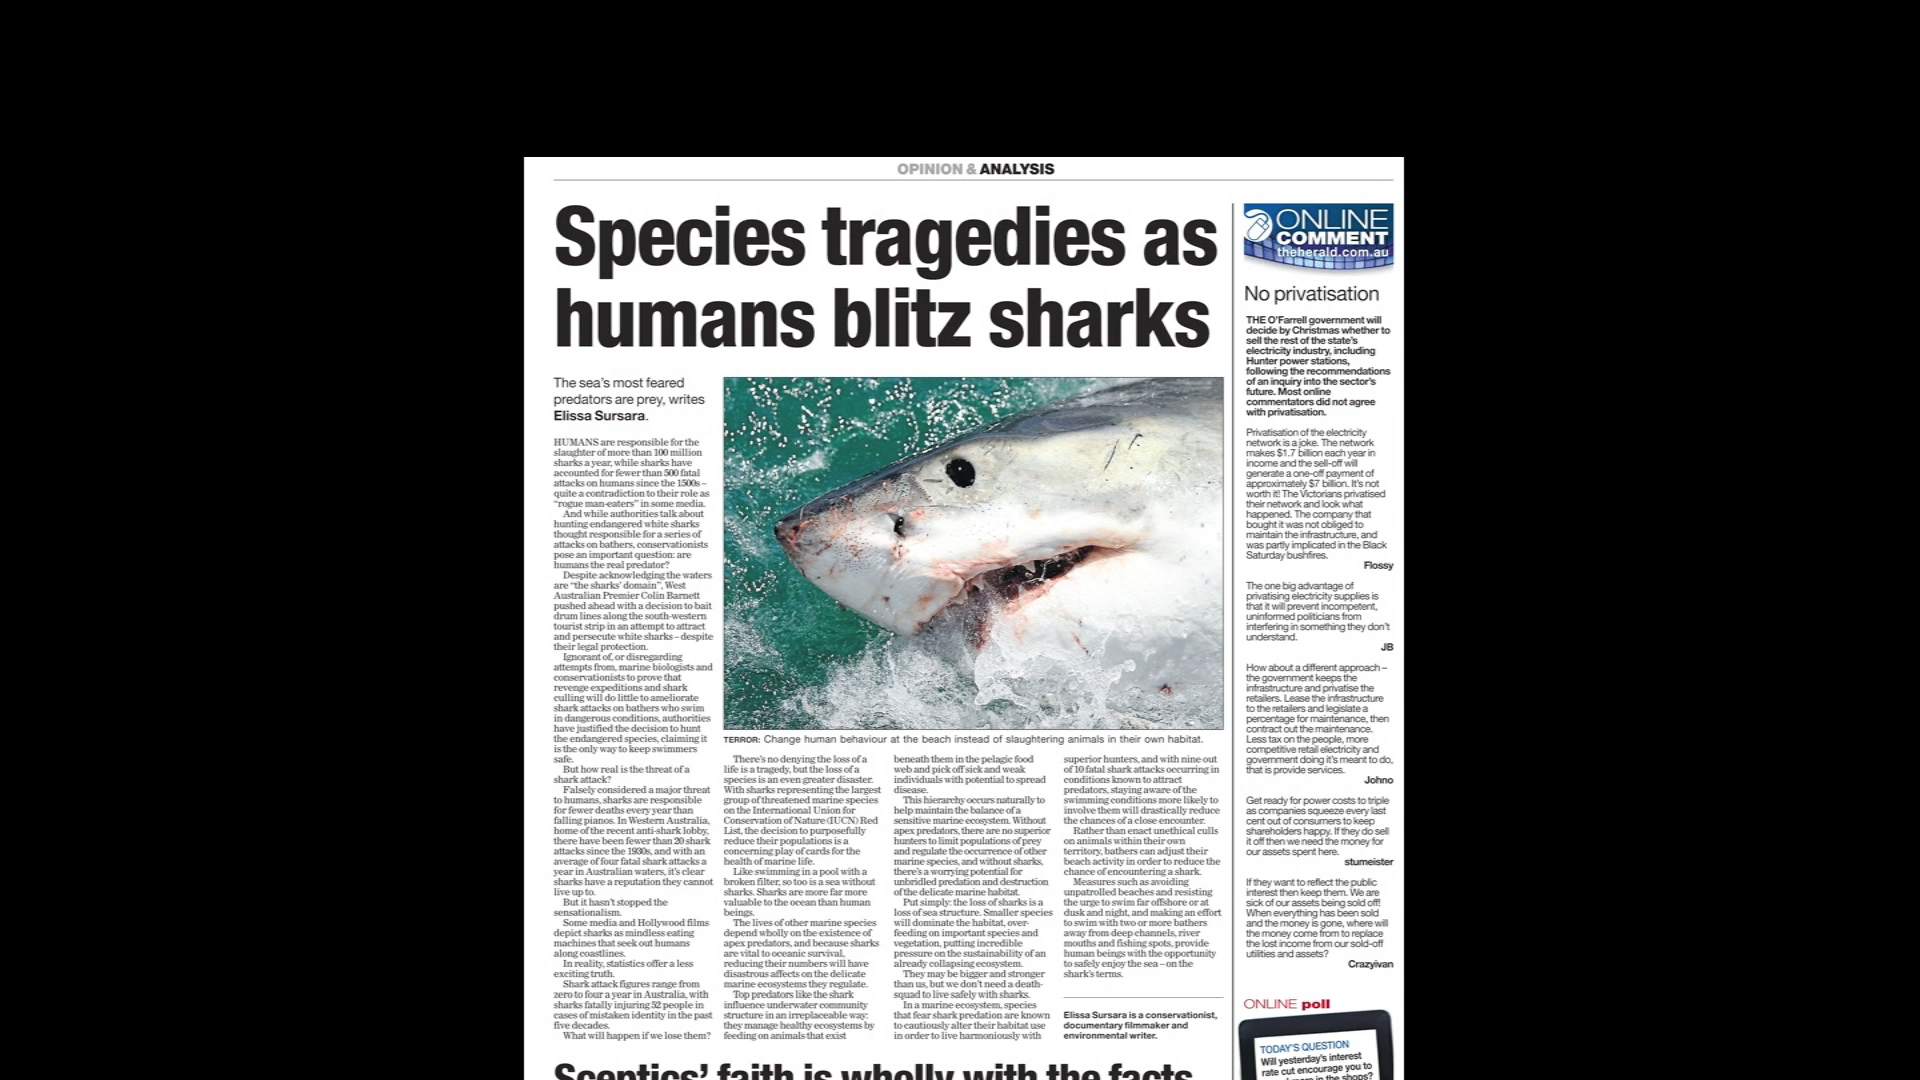 OPINION & ANALYSIS
Species tragedies as
humans blitz sharks
The sea's most feared
predators are prey, writes
Elissa Sursara.
HUMANS are responsible for the
slaughter of more than 100 million
sharks a year, while sharks have
accounted for fewer than 500 fatal
attacks on humans since the 1500s –
quite a contradiction to their role as
"rogue man-eaters" in some media.
And while authorities talk about
hunting endangered white sharks
thought responsible for a series of
attacks on bathers, conservationists
pose an important question: are
humans the real predator?
Despite acknowledging the waters
are "the sharks' domain", West
Australian Premier Colin Barnett
pushed ahead with a decision to bait
drum lines along the south-western
tourist strip in an attempt to attract
and persecute white sharks – despite
their legal protection.
Ignorant of, or disregarding
attempts from, marine biologists and
conservationists to prove that
revenge expeditions and shark
culling will do little to ameliorate
shark attacks on bathers who swim
in dangerous conditions, authorities
have justified the decision to hunt
the endangered species, claiming it
is the only way to keep swimmers
safe.
But how real is the threat of a
shark attack?
Falsely considered a major threat
to humans, sharks are responsible
for fewer deaths every year than
falling pianos. In Western Australia,
home of the recent anti-shark lobby,
there have been fewer than 20 shark
attacks since the 1930s, and with an
average of four fatal shark attacks a
year in Australian waters, it's clear
sharks have a reputation they cannot
live up to.
But it hasn't stopped the
sensationalism.
Some media and Hollywood films
depict sharks as mindless eating
machines that seek out humans
along coastlines.
In reality, statistics offer a less
exciting truth.
Shark attack figures range from
zero to four a year in Australia, with
sharks fatally injuring 52 people in
cases of mistaken identity in the past
five decades.
What will happen if we lose them?
TERROR: Change human behaviour at the beach instead of slaughtering animals in their own habitat.
There's no denying the loss of a
life is a tragedy, but the loss of a
species is an even greater disaster.
With sharks representing the largest
group of threatened marine species
on the International Union for
Conservation of Nature (IUCN) Red
List, the decision to purposefully
reduce their populations is a
concerning play of cards for the
health of marine life.
Like swimming in a pool with a
broken filter, so too is a sea without
sharks. Sharks are more far more
valuable to the ocean than human
beings.
The lives of other marine species
depend wholly on the existence of
apex predators, and because sharks
are vital to oceanic survival,
reducing their numbers will have
disastrous affects on the delicate
marine ecosystems they regulate.
Top predators like the shark
influence underwater community
structure in an irreplaceable way:
they manage healthy ecosystems by
feeding on animals that exist
beneath them in the pelagic food
web and pick off sick and weak
individuals with potential to spread
disease.
This hierarchy occurs naturally to
help maintain the balance of a
sensitive marine ecosystem. Without
apex predators, there are no superior
hunters to limit populations of prey
and regulate the occurrence of other
marine species, and without sharks,
there's a worrying potential for
unbridled predation and destruction
of the delicate marine habitat.
Put simply: the loss of sharks is a
loss of sea structure. Smaller species
will dominate the habitat, over-
feeding on important species and
vegetation, putting incredible
pressure on the sustainability of an
already collapsing ecosystem.
They may be bigger and stronger
than us, but we don't need a death-
squad to live safely with sharks.
In a marine ecosystem, species
that fear shark predation are known
to cautiously alter their habitat use
in order to live harmoniously with
superior hunters, and with nine out
of 10 fatal shark attacks occurring in
conditions known to attract
predators, staying aware of the
swimming conditions more likely to
involve them will drastically reduce
the chances of a close encounter.
Rather than enact unethical culls
on animals within their own
territory, bathers can adjust their
beach activity in order to reduce the
chance of encountering a shark.
Measures such as avoiding
unpatrolled beaches and resisting
the urge to swim far offshore or at
dusk and night, and making an effort
to swim with two or more bathers
away from deep channels, river
mouths and fishing spots, provide
human beings with the opportunity
to safely enjoy the sea – on the
shark's terms.
Elissa Sursara is a conservationist,
documentary filmmaker and
environmental writer.
Sceptics' faith is wholly with the facts
ONLINE
COMMENT
theherald.com.au
No privatisation
THE O'Farrell government will
decide by Christmas whether to
sell the rest of the state's
electricity industry, including
Hunter power stations,
following the recommendations
of an inquiry into the sector's
future. Most online
commentators did not agree
with privatisation.
Privatisation of the electricity
network is a joke. The network
makes $1.7 billion each year in
income and the sell-off will
generate a one-off payment of
approximately $7 billion. It's not
worth it! The Victorians privatised
their network and look what
happened. The company that
bought it was not obliged to
maintain the infrastructure, and
was partly implicated in the Black
Saturday bushfires.
Flossy
The one big advantage of
privatising electricity supplies is
that it will prevent incompetent,
uninformed politicians from
interfering in something they don't
understand.
JB
How about a different approach –
the government keeps the
infrastructure and privatise the
retailers. Lease the infrastructure
to the retailers and legislate a
percentage for maintenance, then
contract out the maintenance.
Less tax on the people, more
competitive retail electricity and
government doing it's meant to do,
that is provide services.
Johno
Get ready for power costs to triple
as companies squeeze every last
cent out of consumers to keep
shareholders happy. If they do sell
it off then we need the money for
our assets spent here.
stumeister
If they want to reflect the public
interest then keep them. We are
sick of our assets being sold off!
When everything has been sold
and the money is gone, where will
the money come from to replace
the lost income from our sold-off
utilities and assets?
Crazyivan
ONLINE poll
TODAY'S QUESTION
Will yesterday's interest
rate cut encourage you to
in the shops?